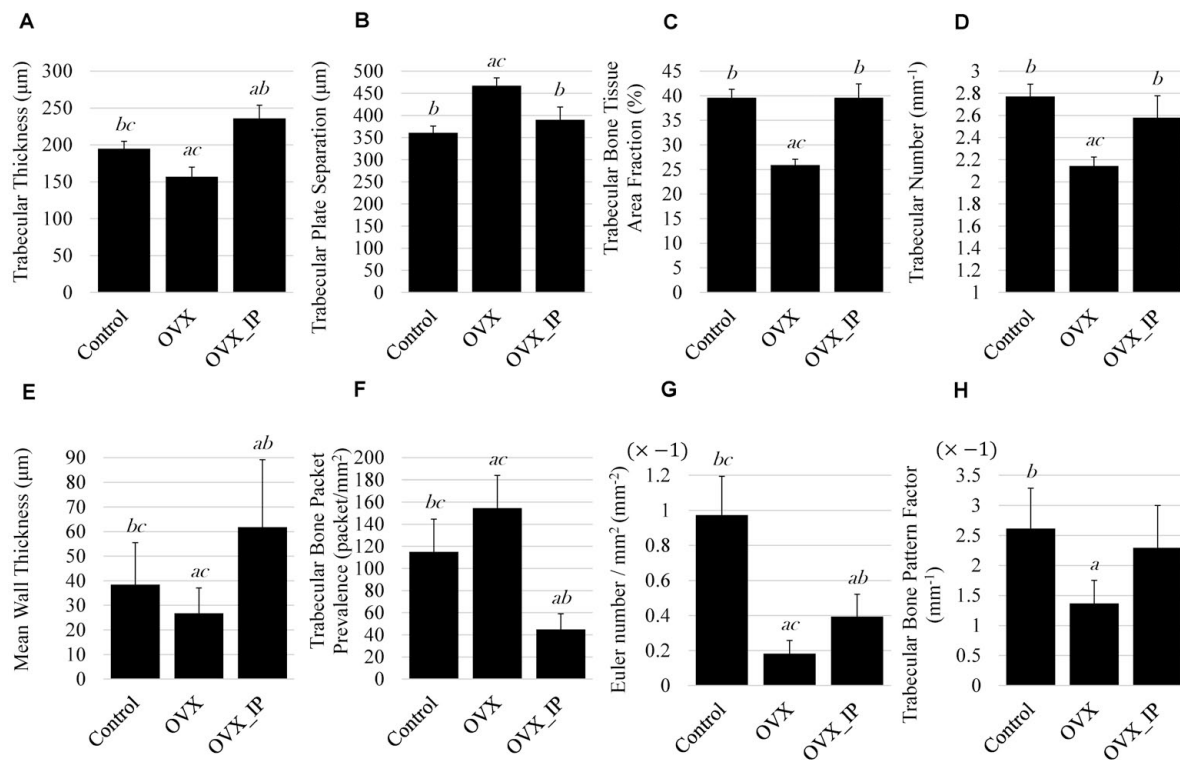 A
Trabecular Thickness (µm)
300
250
200
150
100
50
0
bc
ac
ab
Control
OVX
OVX_IP
B
Trabecular Plate Separation (µm)
500
450
400
350
300
250
200
150
100
50
0
b
ac
b
Control
OVX
OVX_IP
C
Trabecular Bone Tissue
Area Fraction (%)
45
40
35
30
25
20
15
10
5
0
b
ac
b
Control
OVX
OVX_IP
D
Trabecular Number (mm⁻¹)
3
2.8
2.6
2.4
2.2
2
1.8
1.6
1.4
1.2
1
b
ac
b
Control
OVX
OVX_IP
E
Mean Wall Thickness (µm)
90
80
70
60
50
40
30
20
10
0
bc
ac
ab
Control
OVX
OVX_IP
F
Trabecular Bone Packet
Prevalence (packet/mm²)
200
180
160
140
120
100
80
60
40
20
0
bc
ac
ab
Control
OVX
OVX_IP
G
(× −1)
Euler number / mm² (mm⁻²)
1.2
1
0.8
0.6
0.4
0.2
0
bc
ac
ab
Control
OVX
OVX_IP
H
(× −1)
Trabecular Bone Pattern Factor
(mm⁻¹)
3.5
3
2.5
2
1.5
1
0.5
0
b
a
Control
OVX
OVX_IP